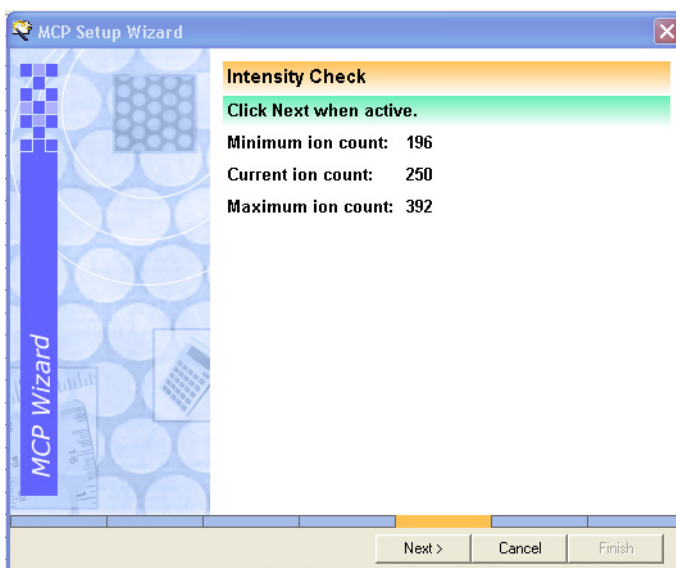 MCP Setup Wizard
Intensity Check
Click Next when active.
Minimum ion count: 196
Current ion count: 250
Maximum ion count: 392
MCP Wizard
Next >
Cancel
Finish